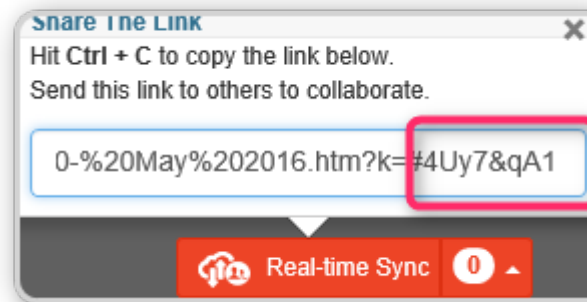 Share The Link
Hit Ctrl + C to copy the link below.
Send this link to others to collaborate.
0-%20May%202016.htm?k=#4Uy7&qA1
Real-time Sync 0